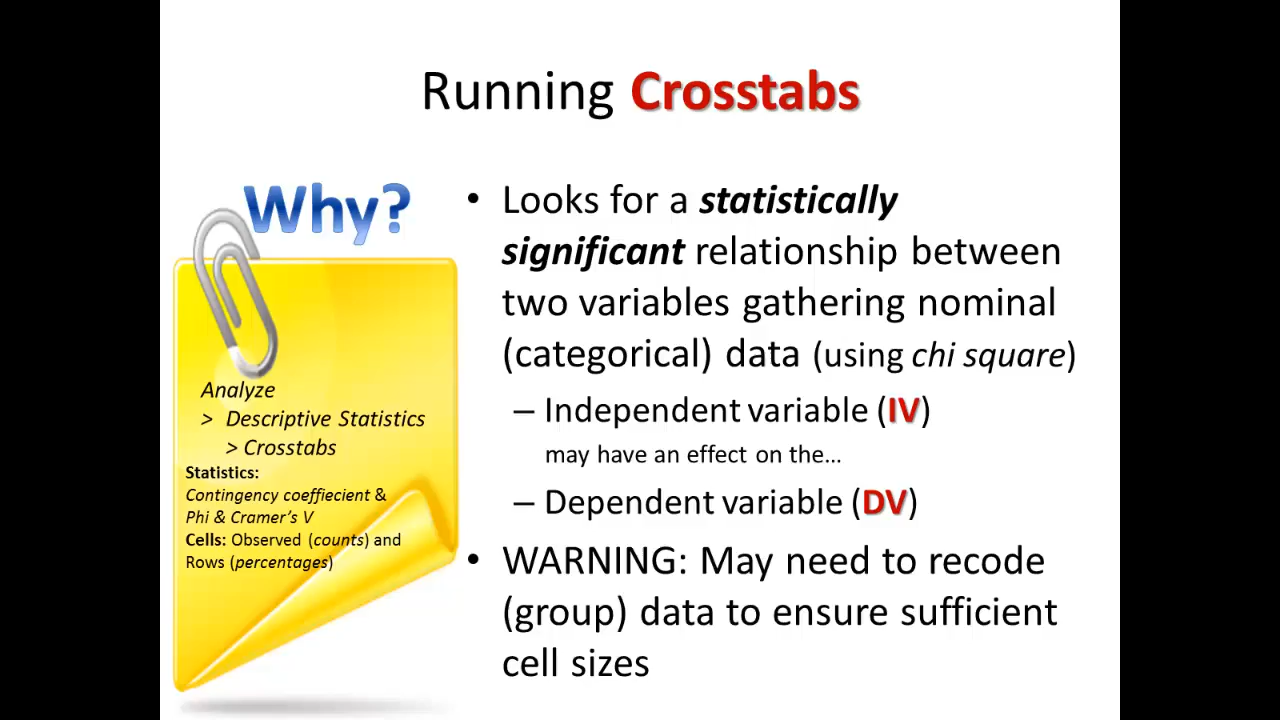 Running Crosstabs
Why?
Analyze
> Descriptive Statistics
> Crosstabs
Statistics:
Contingency coeffiecient &
Phi & Cramer's V
Cells: Observed (counts) and
Rows (percentages)
• Looks for a statistically
significant relationship between
two variables gathering nominal
(categorical) data (using chi square)
– Independent variable (IV)
may have an effect on the…
– Dependent variable (DV)
• WARNING: May need to recode
(group) data to ensure sufficient
cell sizes